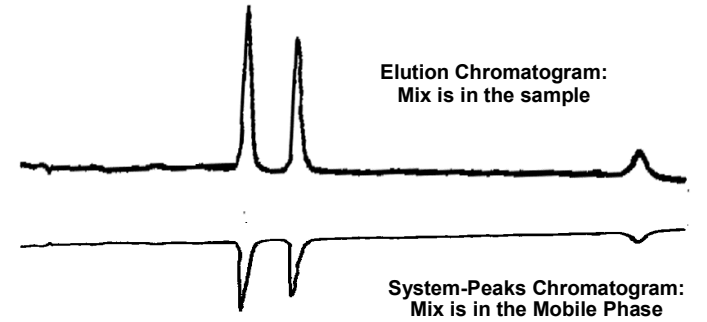 Elution Chromatogram:
Mix is in the sample
System-Peaks Chromatogram:
Mix is in the Mobile Phase